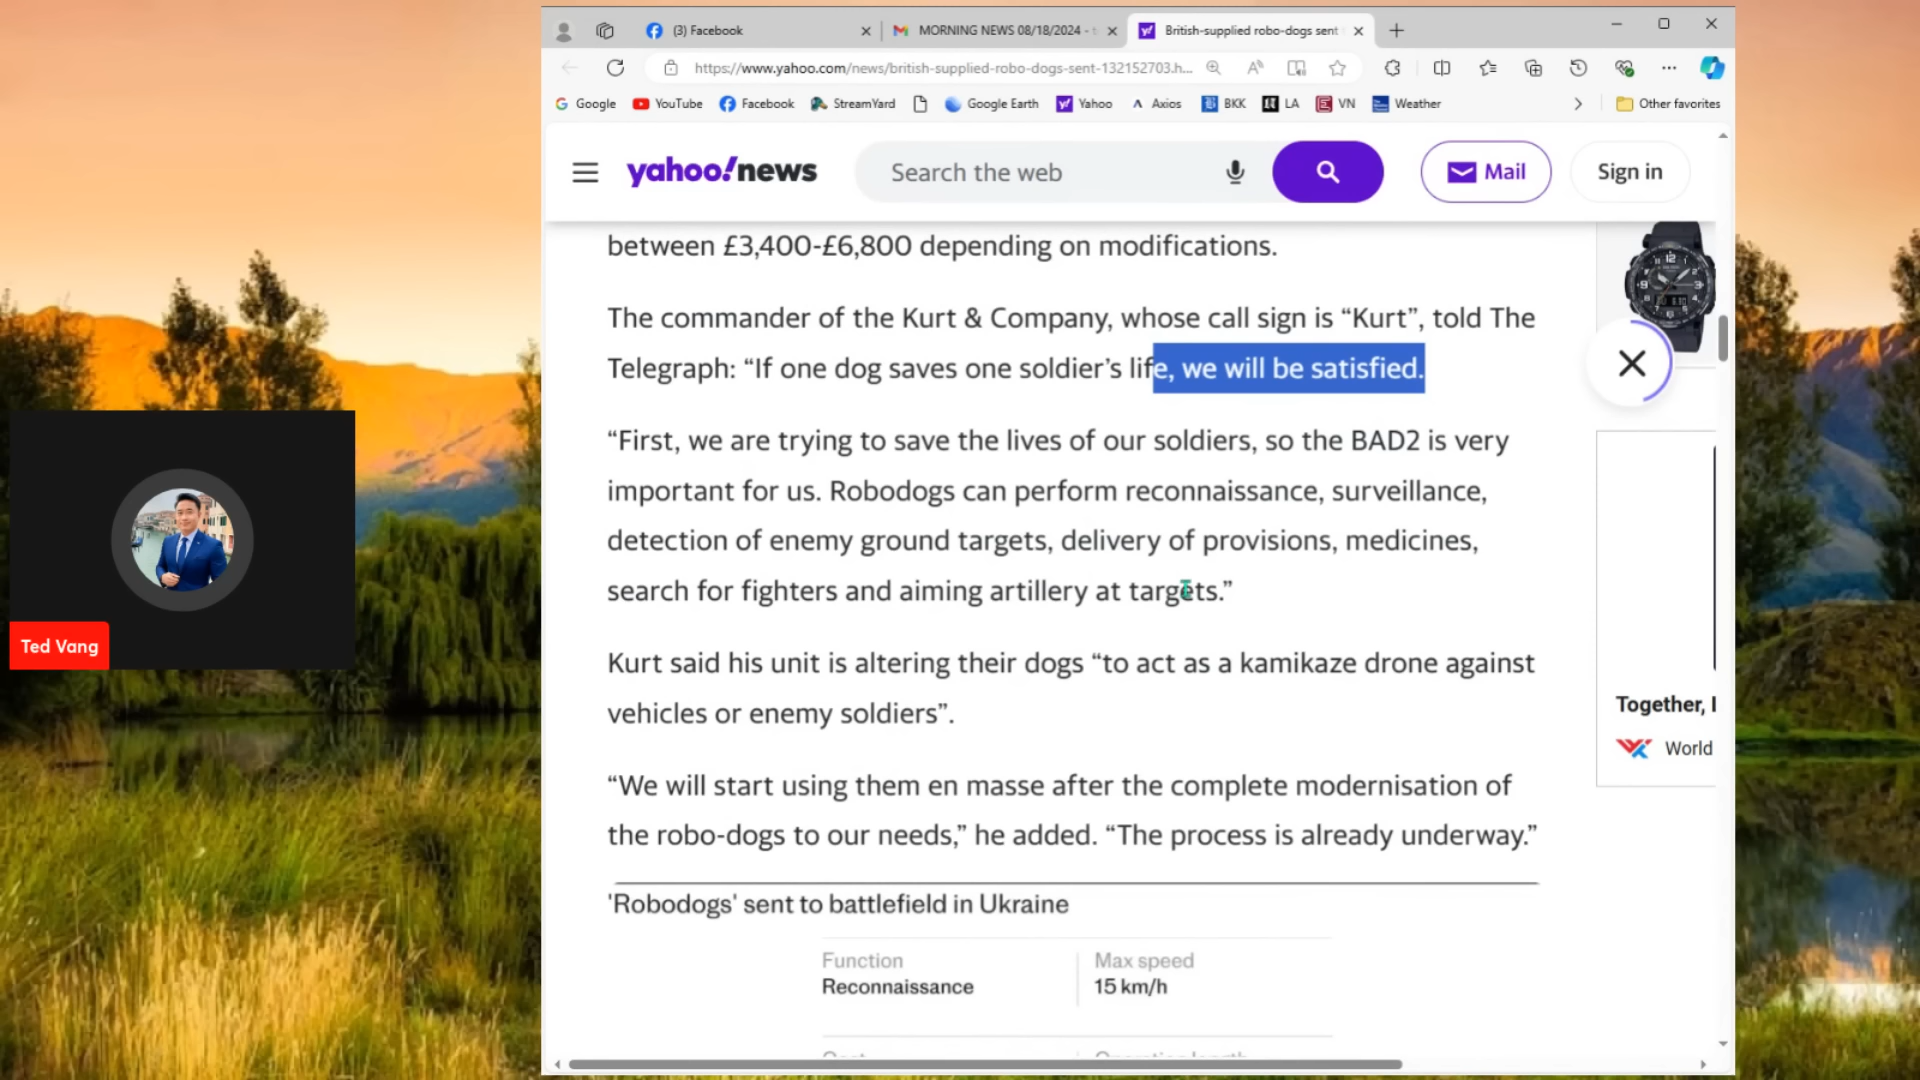 (3) Facebook
MORNING NEWS 08/18/2024 -
British-supplied robo-dogs sent
https://www.yahoo.com/news/british-supplied-robo-dogs-sent-132152703.h...
Google
YouTube
Facebook
StreamYard
Google Earth
Yahoo
Axios
BKK
LA
VN
Weather
Other favorites
yahoo!news
Search the web
Mail
Sign in
between £3,400-£6,800 depending on modifications.
The commander of the Kurt & Company, whose call sign is “Kurt”, told The
Telegraph: “If one dog saves one soldier’s life, we will be satisfied.
“First, we are trying to save the lives of our soldiers, so the BAD2 is very
important for us. Robodogs can perform reconnaissance, surveillance,
detection of enemy ground targets, delivery of provisions, medicines,
search for fighters and aiming artillery at targets.”
Kurt said his unit is altering their dogs “to act as a kamikaze drone against
vehicles or enemy soldiers”.
“We will start using them en masse after the complete modernisation of
the robo-dogs to our needs,” he added. “The process is already underway.”
'Robodogs' sent to battlefield in Ukraine
Function
Reconnaissance
Max speed
15 km/h
Together,
World
Ted Vang